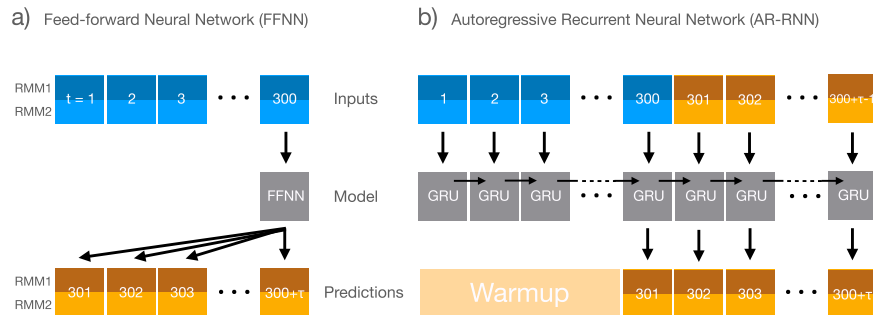 a) Feed-forward Neural Network (FFNN)
b) Autoregressive Recurrent Neural Network (AR-RNN)
RMM1
RMM2
t = 1 2 3 • • • 300
Inputs
1 2 3 • • • 300 301 302 • • • 300+τ-1
FFNN
Model
GRU GRU GRU • • • GRU GRU GRU • • • GRU
RMM1
RMM2
301 302 303 • • • 300+τ
Predictions
Warmup
301 302 303 • • • 300+τ